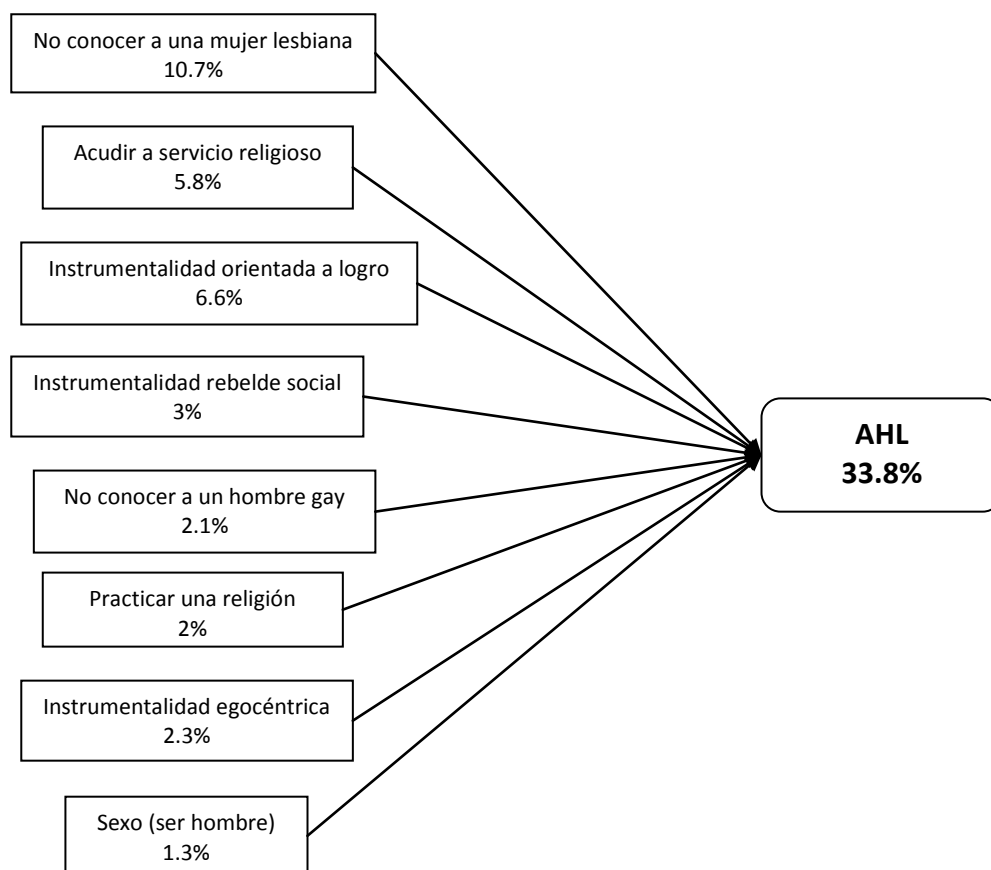 No conocer a una mujer lesbiana
10.7%
Acudir a servicio religioso
5.8%
Instrumentalidad orientada a logro
6.6%
Instrumentalidad rebelde social
3%
No conocer a un hombre gay
2.1%
Practicar una religión
2%
Instrumentalidad egocéntrica
2.3%
Sexo (ser hombre)
1.3%
AHL
33.8%